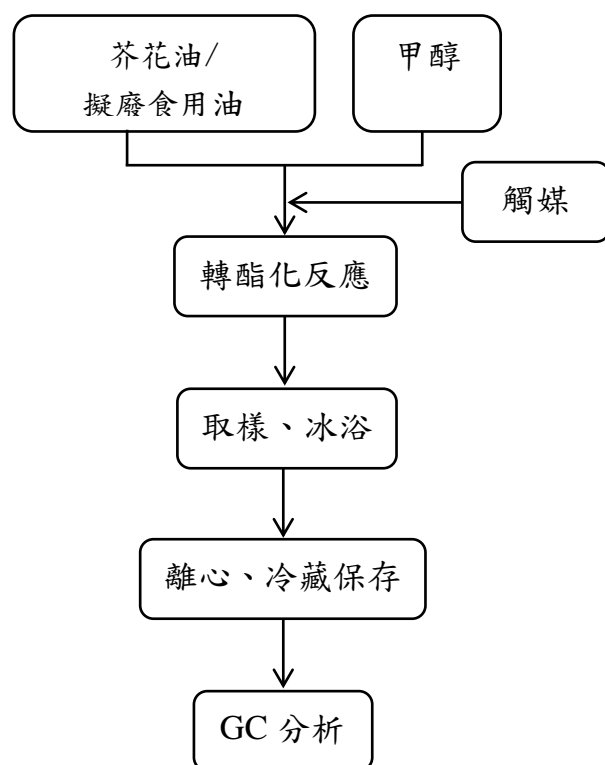 芥花油/
擬廢食用油
甲醇
觸媒
轉酯化反應
取樣、冰浴
離心、冷藏保存
GC 分析